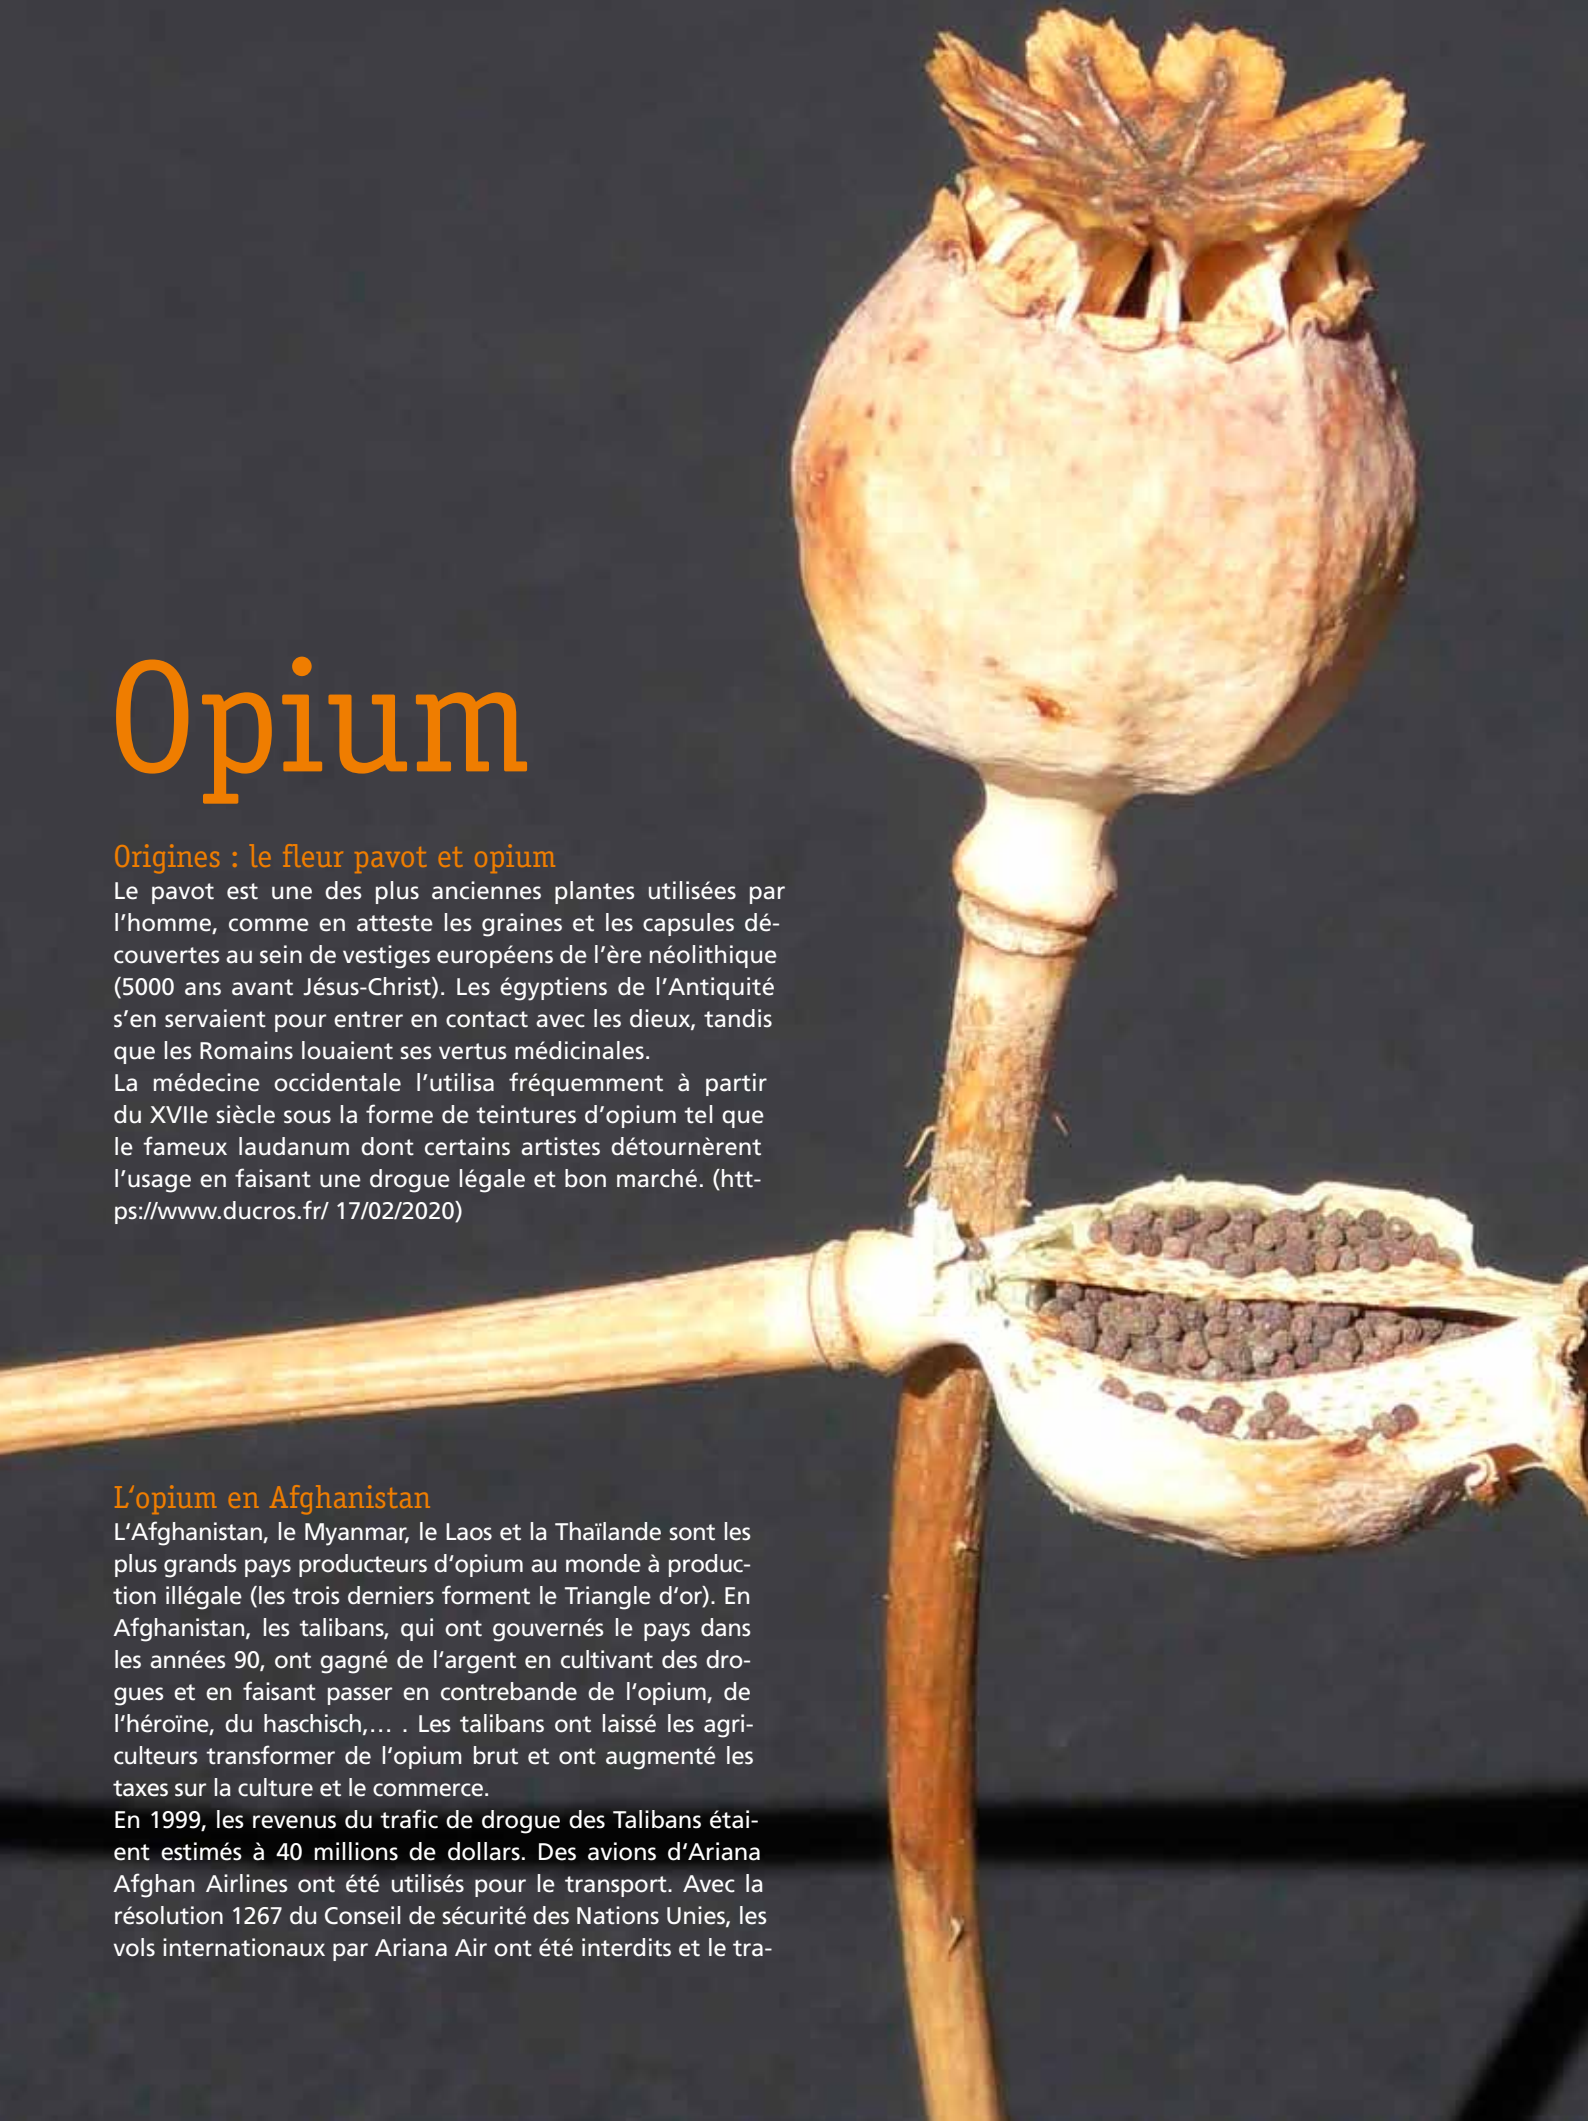 Opium
Origines : le fleur pavot et opium
Le pavot est une des plus anciennes plantes utilisées par
l’homme, comme en atteste les graines et les capsules dé-
couvertes au sein de vestiges européens de l’ère néolithique
(5000 ans avant Jésus-Christ). Les égyptiens de l’Antiquité
s’en servaient pour entrer en contact avec les dieux, tandis
que les Romains louaient ses vertus médicinales.
La médecine occidentale l’utilisa fréquemment à partir
du XVIIe siècle sous la forme de teintures d’opium tel que
le fameux laudanum dont certains artistes détournèrent
l’usage en faisant une drogue légale et bon marché. (htt-
ps://www.ducros.fr/ 17/02/2020)
L‘opium en Afghanistan
L‘Afghanistan, le Myanmar, le Laos et la Thaïlande sont les
plus grands pays producteurs d‘opium au monde à produc-
tion illégale (les trois derniers forment le Triangle d‘or). En
Afghanistan, les talibans, qui ont gouvernés le pays dans
les années 90, ont gagné de l‘argent en cultivant des dro-
gues et en faisant passer en contrebande de l‘opium, de
l‘héroïne, du haschisch,… . Les talibans ont laissé les agri-
culteurs transformer de l‘opium brut et ont augmenté les
taxes sur la culture et le commerce.
En 1999, les revenus du trafic de drogue des Talibans étai-
ent estimés à 40 millions de dollars. Des avions d‘Ariana
Afghan Airlines ont été utilisés pour le transport. Avec la
résolution 1267 du Conseil de sécurité des Nations Unies, les
vols internationaux par Ariana Air ont été interdits et le tra-